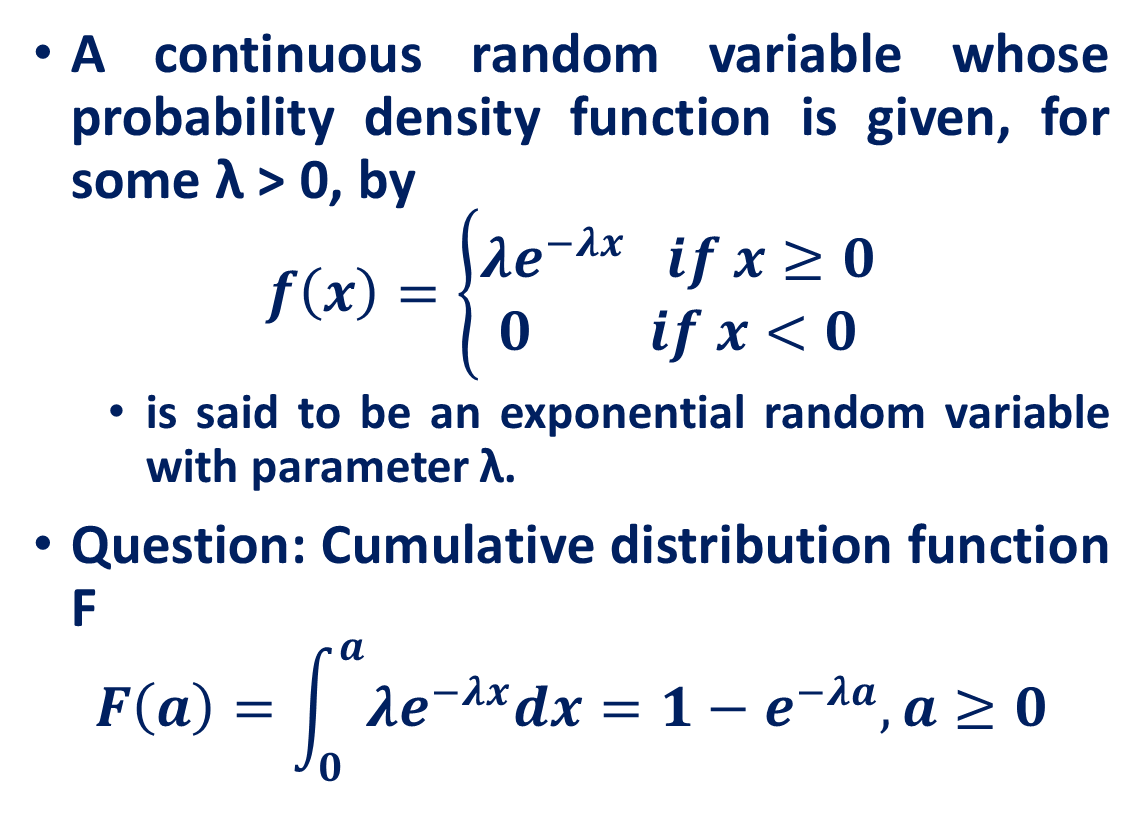 • A continuous random variable whose
probability density function is given, for
some λ > 0, by
f(x) = {λe^{−λx} if x ≥ 0
0 if x < 0
• is said to be an exponential random variable
with parameter λ.
• Question: Cumulative distribution function
F
F(a) = ∫_0^a λe^{−λx}dx = 1 − e^{−λa}, a ≥ 0